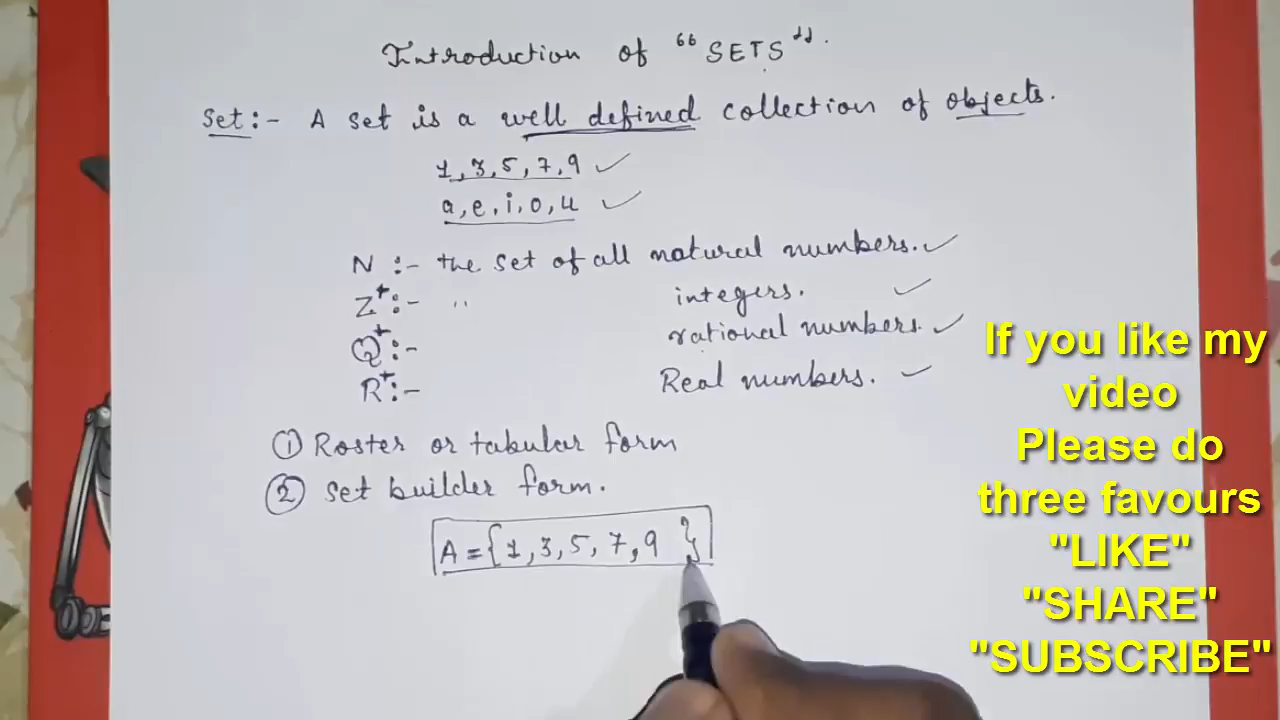 Introduction of "SETS".
Set :- A set is a well defined collection of objects.
1, 3, 5, 7, 9 ✓
a, e, i, o, u ✓
N :- the set of all natural numbers. ✓
Z⁺ :- " integers. ✓
Q⁺ :- rational numbers. ✓
R⁺ :- Real numbers. ✓
① Roster or tabular form
② Set builder form.
A = { 1, 3, 5, 7, 9 }
If you like my
video
Please do
three favours
"LIKE"
"SHARE"
"SUBSCRIBE"